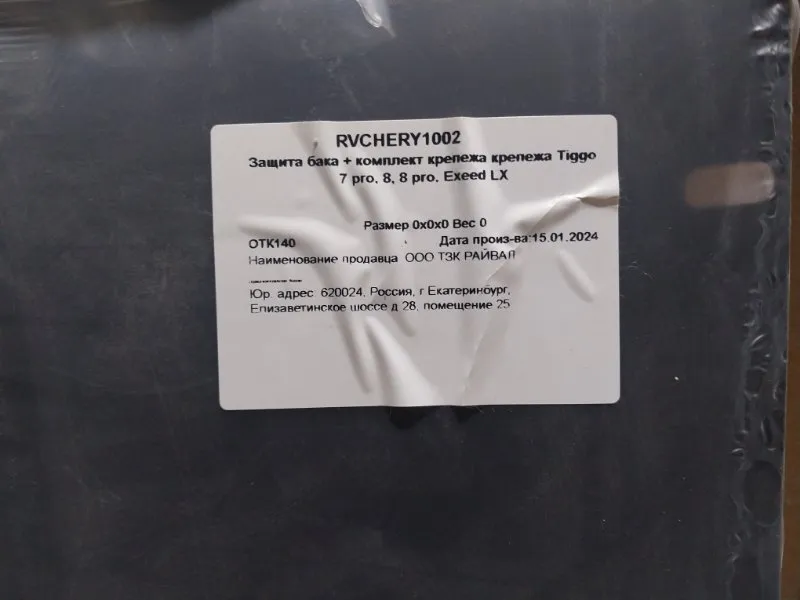 RVCHERY1002
Защита бака + комплект крепежа крепежа Tiggo
7 pro, 8, 8 pro, Exeed LX
Размер 0x0x0 Вес 0
ОТК140 Дата произ-ва:15.01.2024
Наименование продавца ООО ТЗК РАЙВАЛ
Юр. адрес: 620024, Россия, г Екатеринбург,
Елизаветинское шоссе д 28, помещение 25